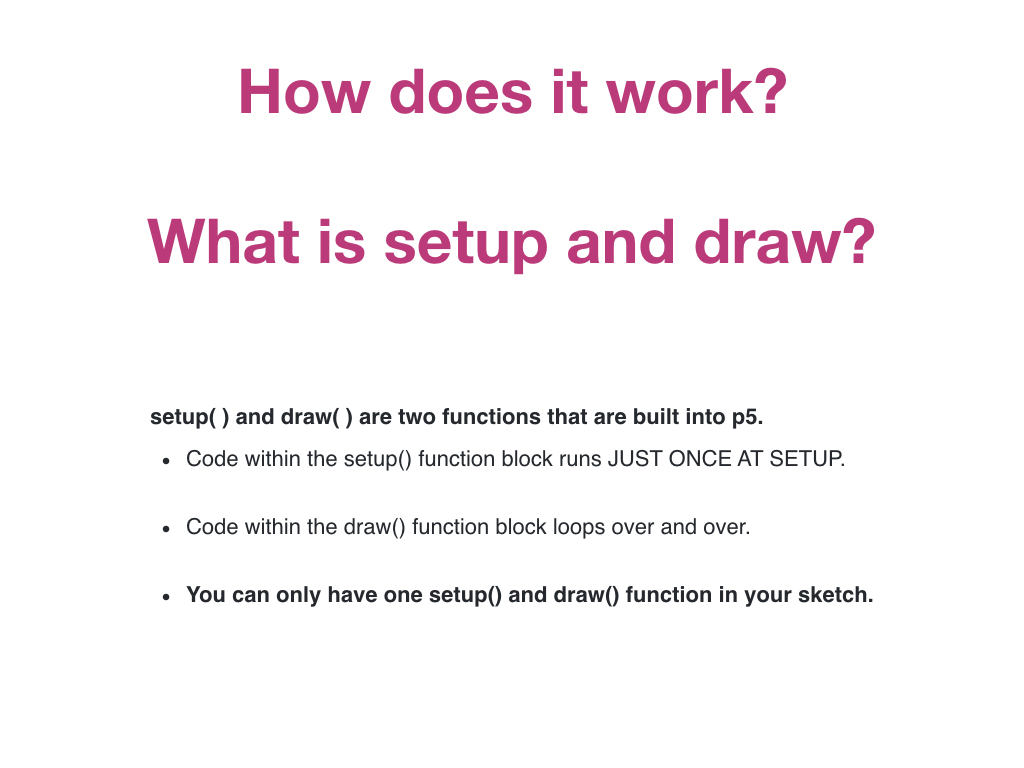 How does it work?
What is setup and draw?
setup( ) and draw( ) are two functions that are built into p5.
• Code within the setup() function block runs JUST ONCE AT SETUP.
• Code within the draw() function block loops over and over.
• You can only have one setup() and draw() function in your sketch.